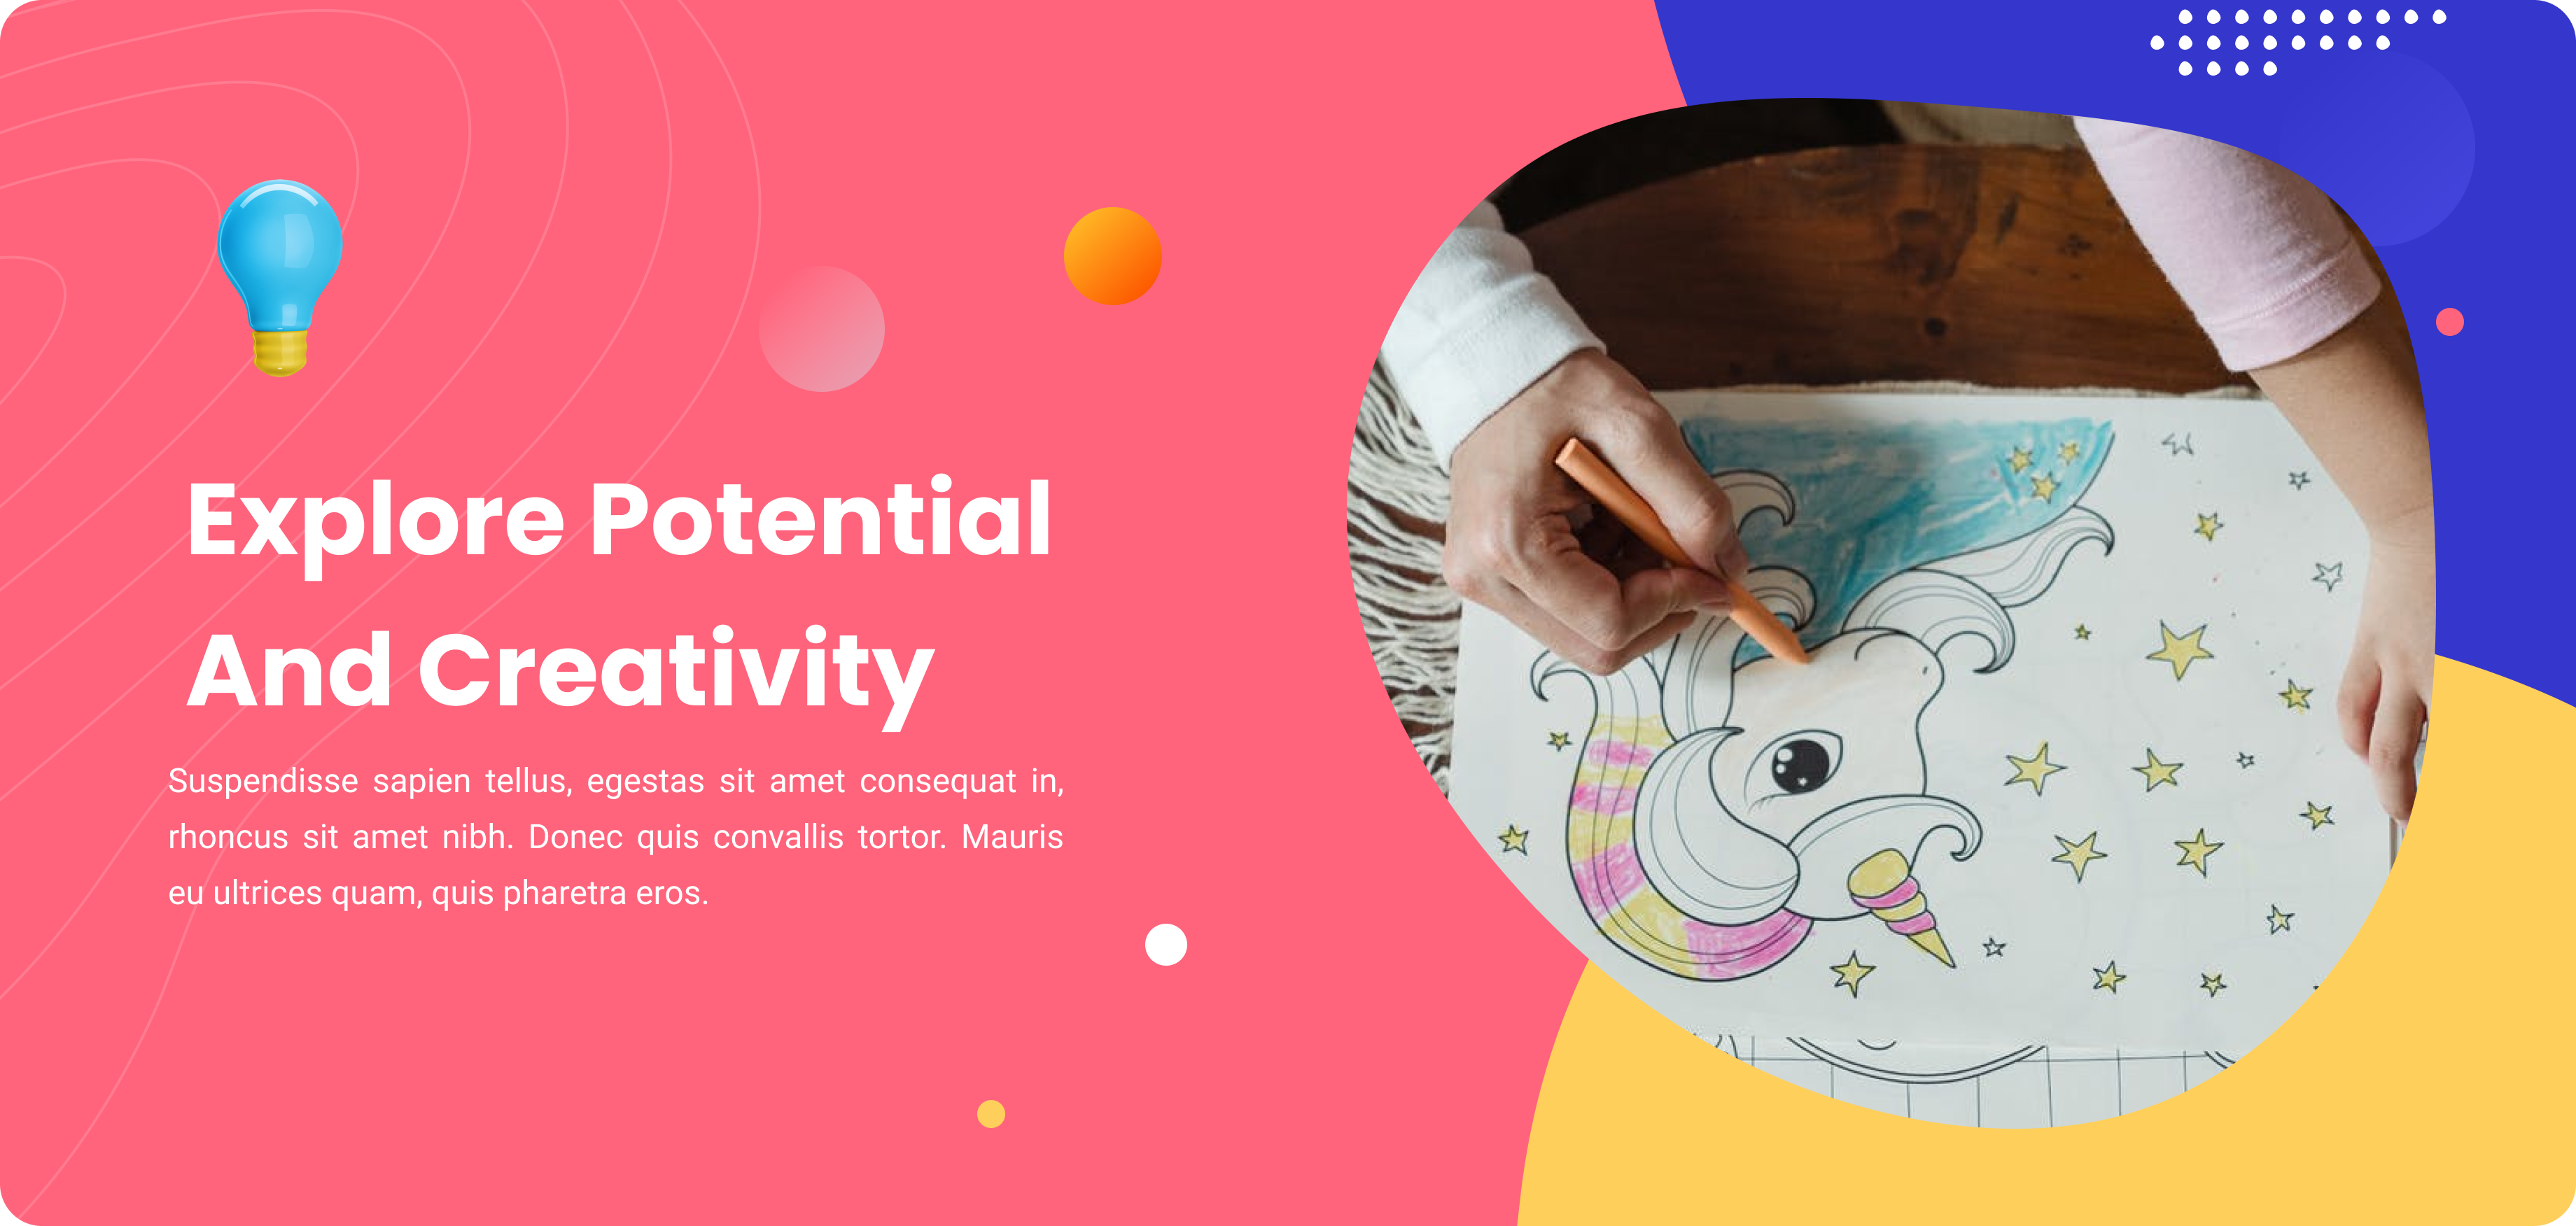 Explore Potential
And Creativity
Suspendisse sapien tellus, egestas sit amet consequat in,
rhoncus sit amet nibh. Donec quis convallis tortor. Mauris
eu ultrices quam, quis pharetra eros.